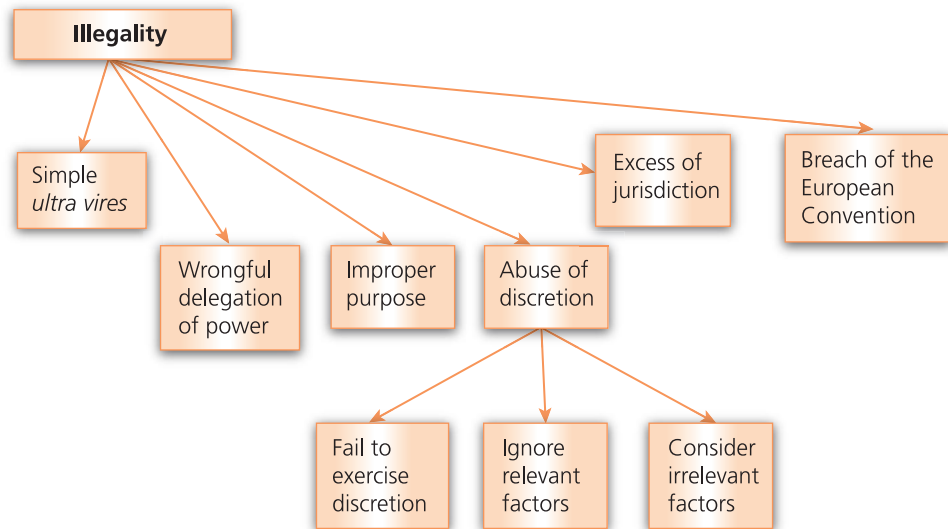 Illegality
Simple
ultra vires
Wrongful
delegation
of power
Improper
purpose
Abuse of
discretion
Excess of
jurisdiction
Breach of the
European
Convention
Fail to
exercise
discretion
Ignore
relevant
factors
Consider
irrelevant
factors